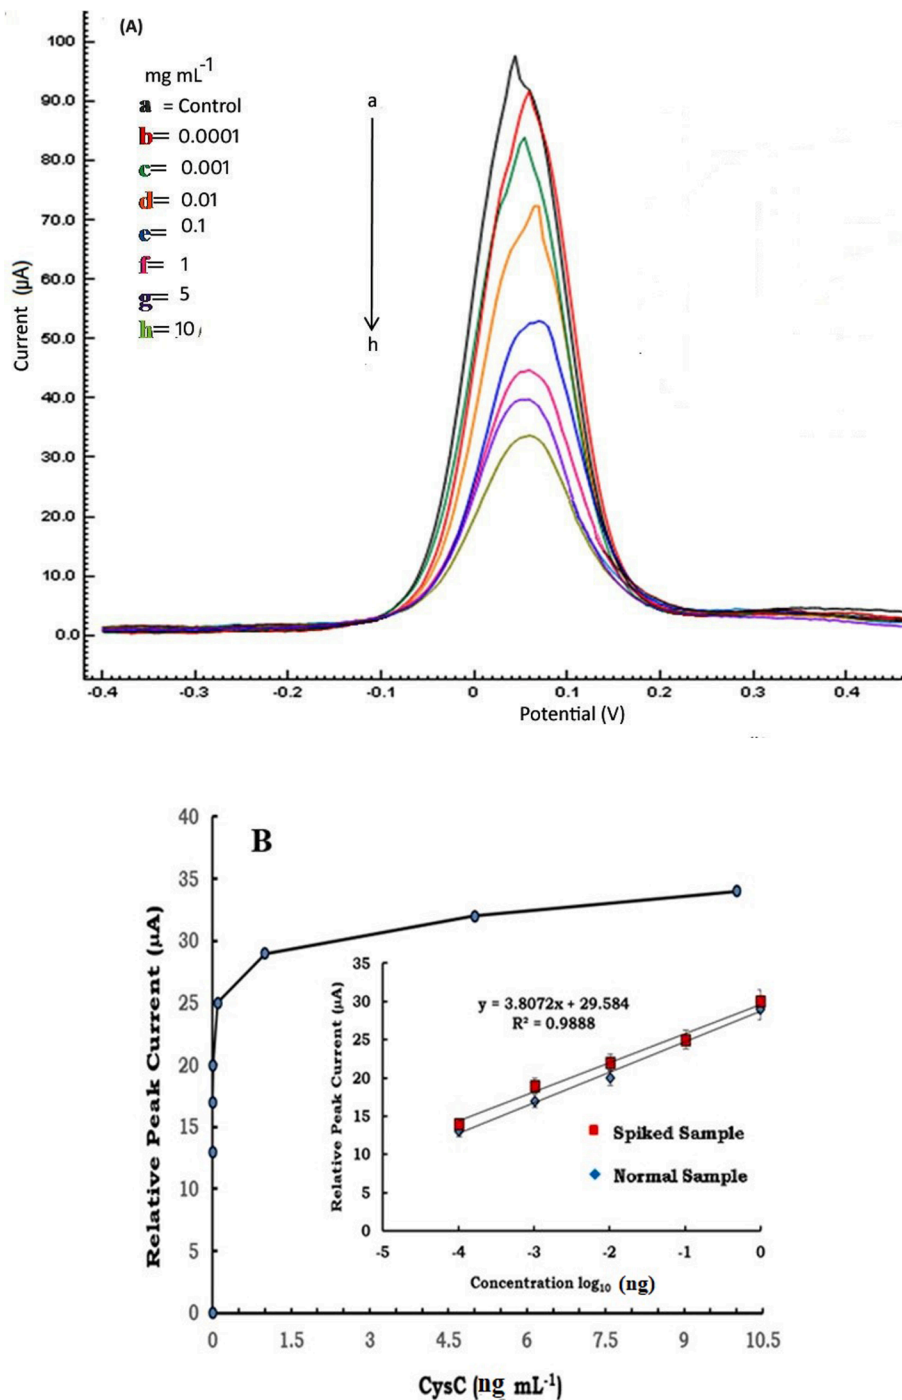 (A)
mg mL-1
a = Control
b= 0.0001
c= 0.001
d= 0.01
e= 0.1
f= 1
g= 5
h= 10
a
h
100
90.0
80.0
70.0
60.0
50.0
40.0
30.0
20.0
10.0
0.0
Current (µA)
-0.4 -0.3 -0.2 -0.1 0 0.1 0.2 0.3 0.4
Potential (V)
B
40
35
30
25
20
15
10
5
0
Relative Peak Current (µA)
0 1.5 3 4.5 6 7.5 9 10.5
CysC (ng mL-1)
35
30
25
20
15
10
5
0
Relative Peak Current (µA)
y = 3.8072x + 29.584
R² = 0.9888
Spiked Sample
Normal Sample
-5 -4 -3 -2 -1 0
Concentration log10 (ng)